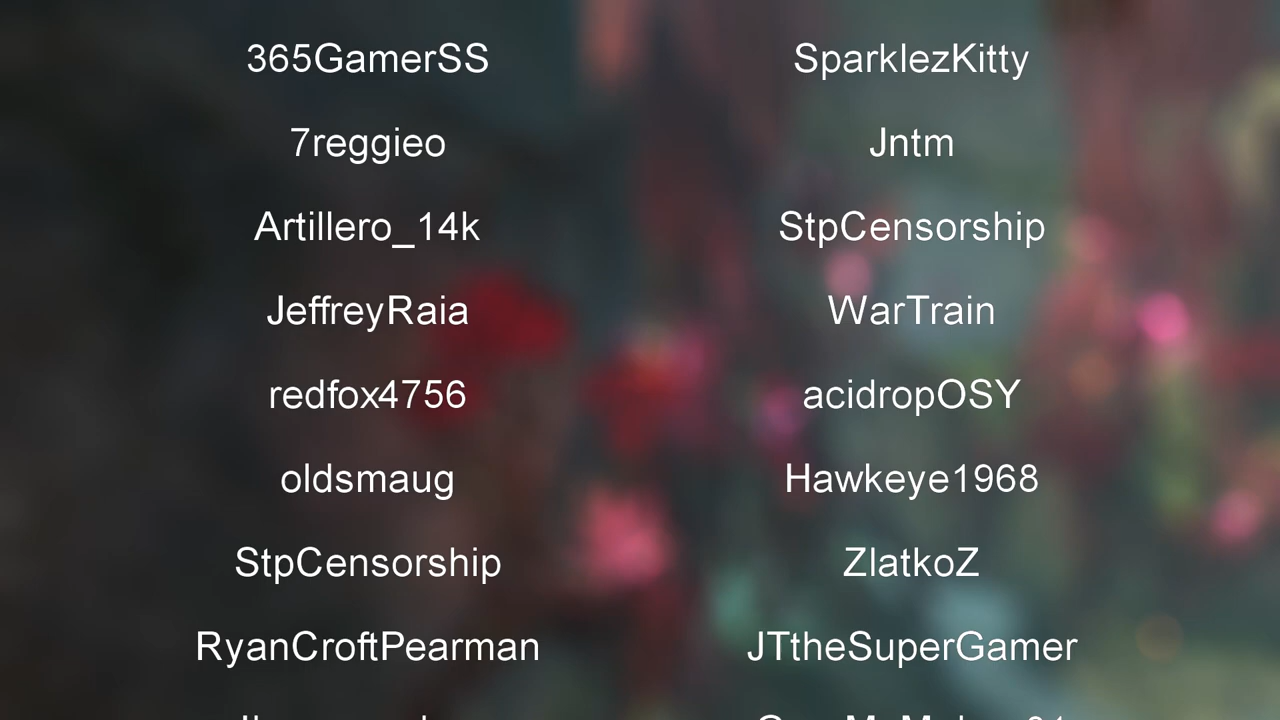 365GamerSS SparklezKitty
7reggieo Jntm
Artillero_14k StpCensorship
JeffreyRaia WarTrain
redfox4756 acidropOSY
oldsmaug Hawkeye1968
StpCensorship ZlatkoZ
RyanCroftPearman JTtheSuperGamer